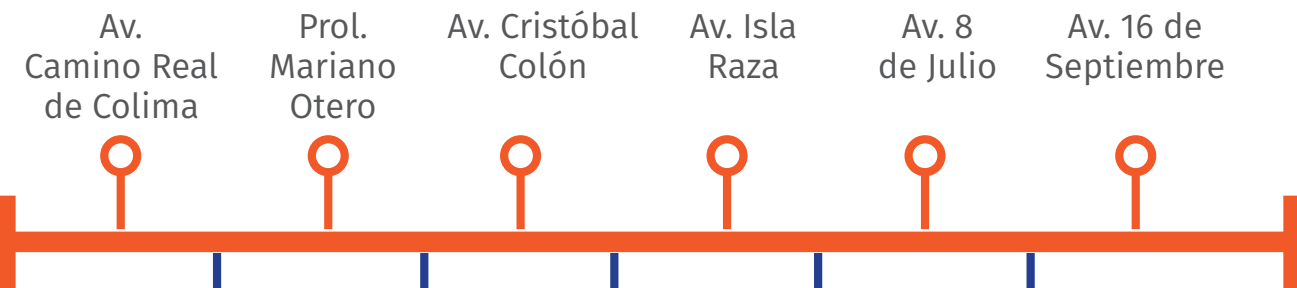 Av.
Camino Real
de Colima
Prol.
Mariano
Otero
Av. Cristóbal
Colón
Av. Isla
Raza
Av. 8
de Julio
Av. 16 de
Septiembre